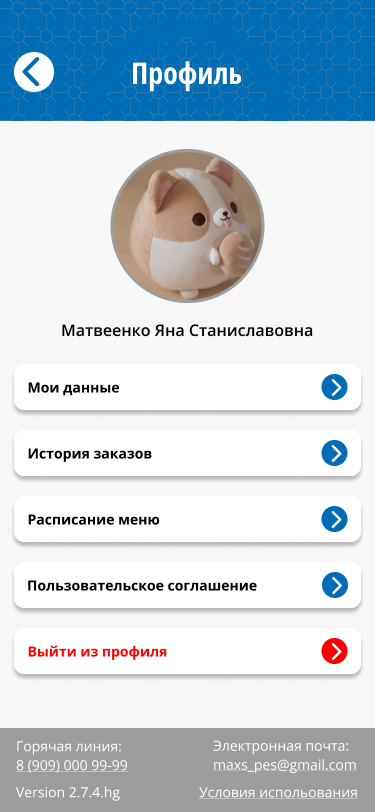 Профиль
Матвеенко Яна Станиславовна
Мои данные
История заказов
Расписание меню
Пользовательское соглашение
Выйти из профиля
Горячая линия:
8 (909) 000 99-99
Электронная почта:
maxs_pes@gmail.com
Version 2.7.4.hg
Условия использования